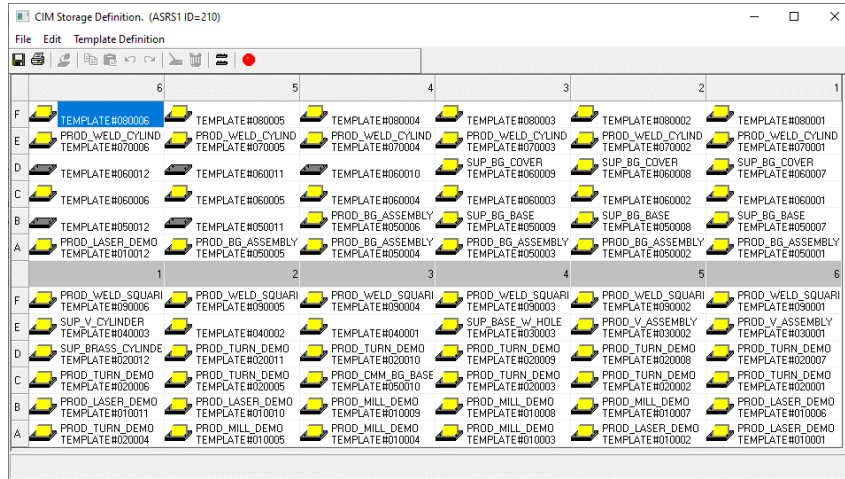 CIM Storage Definition. (ASRS1 ID=210)
File Edit Template Definition
6 5 4 3 2 1
F
TEMPLATE#080006 TEMPLATE#080005 TEMPLATE#080004 TEMPLATE#080003 TEMPLATE#080002 TEMPLATE#080001
E PROD_WELD_CYLIND PROD_WELD_CYLIND PROD_WELD_CYLIND PROD_WELD_CYLIND PROD_WELD_CYLIND PROD_WELD_CYLIND
TEMPLATE#070006 TEMPLATE#070005 TEMPLATE#070004 TEMPLATE#070003 TEMPLATE#070002 TEMPLATE#070001
D SUP_BG_COVER SUP_BG_COVER SUP_BG_COVER
TEMPLATE#060012 TEMPLATE#060011 TEMPLATE#060010 TEMPLATE#060009 TEMPLATE#060008 TEMPLATE#060007
C
TEMPLATE#060006 TEMPLATE#060005 TEMPLATE#060004 TEMPLATE#060003 TEMPLATE#060002 TEMPLATE#060001
B PROD_BG_ASSEMBLY SUP_BG_BASE SUP_BG_BASE SUP_BG_BASE
TEMPLATE#050012 TEMPLATE#050011 TEMPLATE#050006 TEMPLATE#050009 TEMPLATE#050008 TEMPLATE#050007
A PROD_LASER_DEMO PROD_BG_ASSEMBLY PROD_BG_ASSEMBLY PROD_BG_ASSEMBLY PROD_BG_ASSEMBLY PROD_BG_ASSEMBLY
TEMPLATE#010012 TEMPLATE#050005 TEMPLATE#050004 TEMPLATE#050003 TEMPLATE#050002 TEMPLATE#050001
1 2 3 4 5 6
F PROD_WELD_SQUARI PROD_WELD_SQUARI PROD_WELD_SQUARI PROD_WELD_SQUARI PROD_WELD_SQUARI PROD_WELD_SQUARI
TEMPLATE#090006 TEMPLATE#090005 TEMPLATE#090004 TEMPLATE#090003 TEMPLATE#090002 TEMPLATE#090001
E SUP_V_CYLINDER SUP_BASE_W_HOLE PROD_V_ASSEMBLY PROD_V_ASSEMBLY
TEMPLATE#040003 TEMPLATE#040002 TEMPLATE#040001 TEMPLATE#030003 TEMPLATE#030002 TEMPLATE#030001
D SUP_BRASS_CYLINDE PROD_TURN_DEMO PROD_TURN_DEMO PROD_TURN_DEMO PROD_TURN_DEMO PROD_TURN_DEMO
TEMPLATE#020012 TEMPLATE#020011 TEMPLATE#020010 TEMPLATE#020009 TEMPLATE#020008 TEMPLATE#020007
C PROD_TURN_DEMO PROD_TURN_DEMO PROD_CMM_BG_BASE PROD_TURN_DEMO PROD_TURN_DEMO PROD_TURN_DEMO
TEMPLATE#020006 TEMPLATE#020005 TEMPLATE#050010 TEMPLATE#020003 TEMPLATE#020002 TEMPLATE#020001
B PROD_LASER_DEMO PROD_LASER_DEMO PROD_MILL_DEMO PROD_MILL_DEMO PROD_MILL_DEMO PROD_LASER_DEMO
TEMPLATE#010011 TEMPLATE#010010 TEMPLATE#010009 TEMPLATE#010008 TEMPLATE#010007 TEMPLATE#010006
A PROD_TURN_DEMO PROD_MILL_DEMO PROD_MILL_DEMO PROD_MILL_DEMO PROD_LASER_DEMO PROD_LASER_DEMO
TEMPLATE#020004 TEMPLATE#010005 TEMPLATE#010004 TEMPLATE#010003 TEMPLATE#010002 TEMPLATE#010001